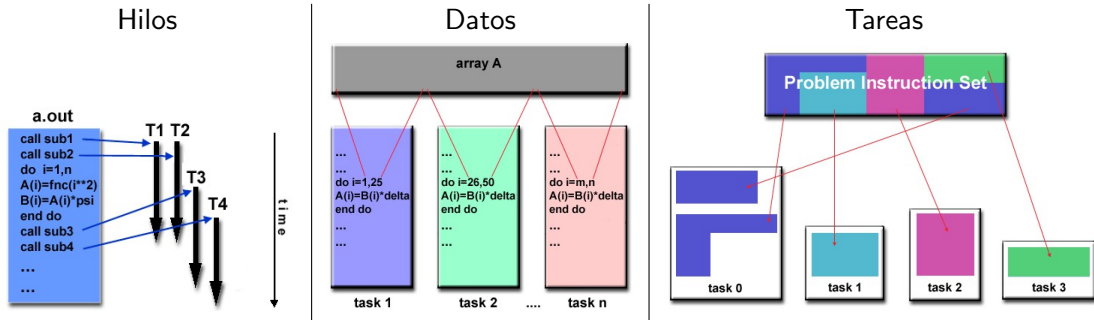 Hilos
a.out
call sub1
call sub2
do i=1,n
A(i)=fnc(i**2)
B(i)=A(i)*psi
end do
call sub3
call sub4
...
...
T1
T2
T3
T4
time
Datos
array A
...
...
do i=1,25
A(i)=B(i)*delta
end do
...
...
task 1
...
...
do i=26,50
A(i)=B(i)*delta
end do
...
...
task 2
....
...
...
do i=m,n
A(i)=B(i)*delta
end do
...
...
task n
Tareas
Problem Instruction Set
task 0
task 1
task 2
task 3